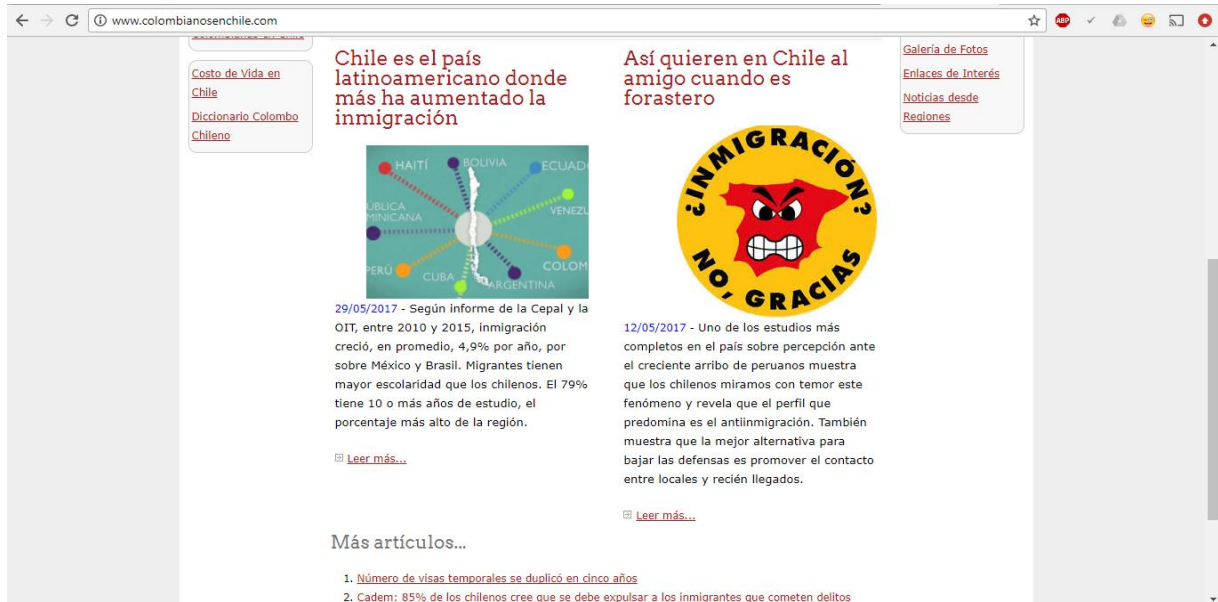 www.colombianosenchile.com
ABP
Costo de Vida en
Chile
Diccionario Colombo
Chileno
Chile es el país
latinoamericano donde
más ha aumentado la
inmigración
HAITÍ
BOLIVIA
ECUAD
ÚBLICA
MINICANA
VENEZU
PERÚ
CUBA
COLOM
ARGENTINA
29/05/2017 - Según informe de la Cepal y la
OIT, entre 2010 y 2015, inmigración
creció, en promedio, 4,9% por año, por
sobre México y Brasil. Migrantes tienen
mayor escolaridad que los chilenos. El 79%
tiene 10 o más años de estudio, el
porcentaje más alto de la región.
Leer más...
Así quieren en Chile al
amigo cuando es
forastero
¿INMIGRACIÓN?
NO, GRACIAS
12/05/2017 - Uno de los estudios más
completos en el país sobre percepción ante
el creciente arribo de peruanos muestra
que los chilenos miramos con temor este
fenómeno y revela que el perfil que
predomina es el antiinmigración. También
muestra que la mejor alternativa para
bajar las defensas es promover el contacto
entre locales y recién llegados.
Leer más...
Galería de Fotos
Enlaces de Interés
Noticias desde
Regiones
Más artículos...
1. Número de visas temporales se duplicó en cinco años
2. Cadem: 85% de los chilenos cree que se debe expulsar a los inmigrantes que cometen delitos